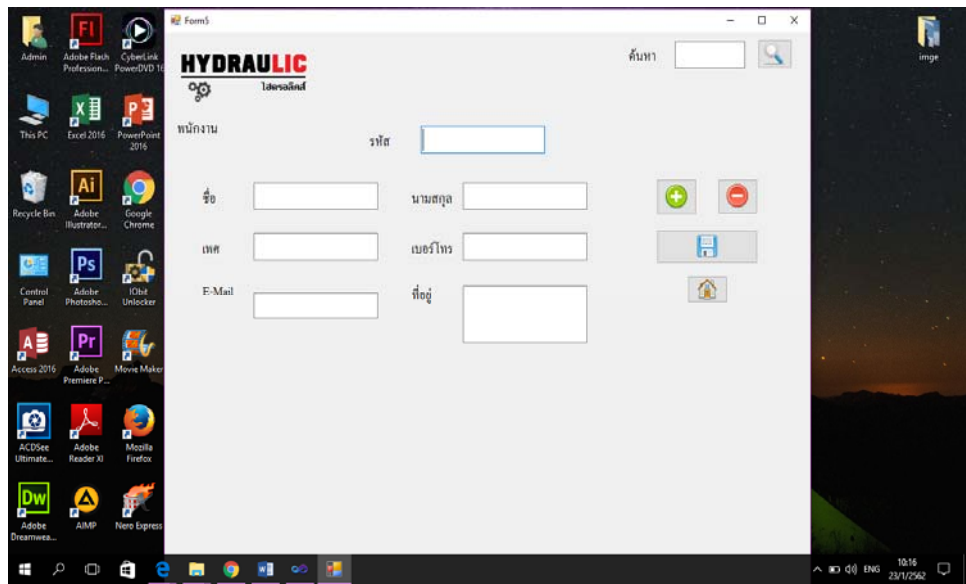 Form5
HYDRAULIC
ไฮดรอลิกส์
ค้นหา
พนักงาน
รหัส
ชื่อ
นามสกุล
เพศ
เบอร์โทร
E-Mail
ที่อยู่
Admin
Adobe Flash
Profession...
CyberLink
PowerDVD 16
This PC
Excel 2016
PowerPoint
2016
Recycle Bin
Adobe
Illustrator...
Google
Chrome
Control
Panel
Adobe
Photosho...
IObit
Unlocker
Access 2016
Adobe
Premiere P...
Movie Maker
ACDSee
Ultimate...
Adobe
Reader XI
Mozilla
Firefox
Adobe
Dreamwea...
AIMP
Nero Express
imge
ENG
10:16
23/1/2562